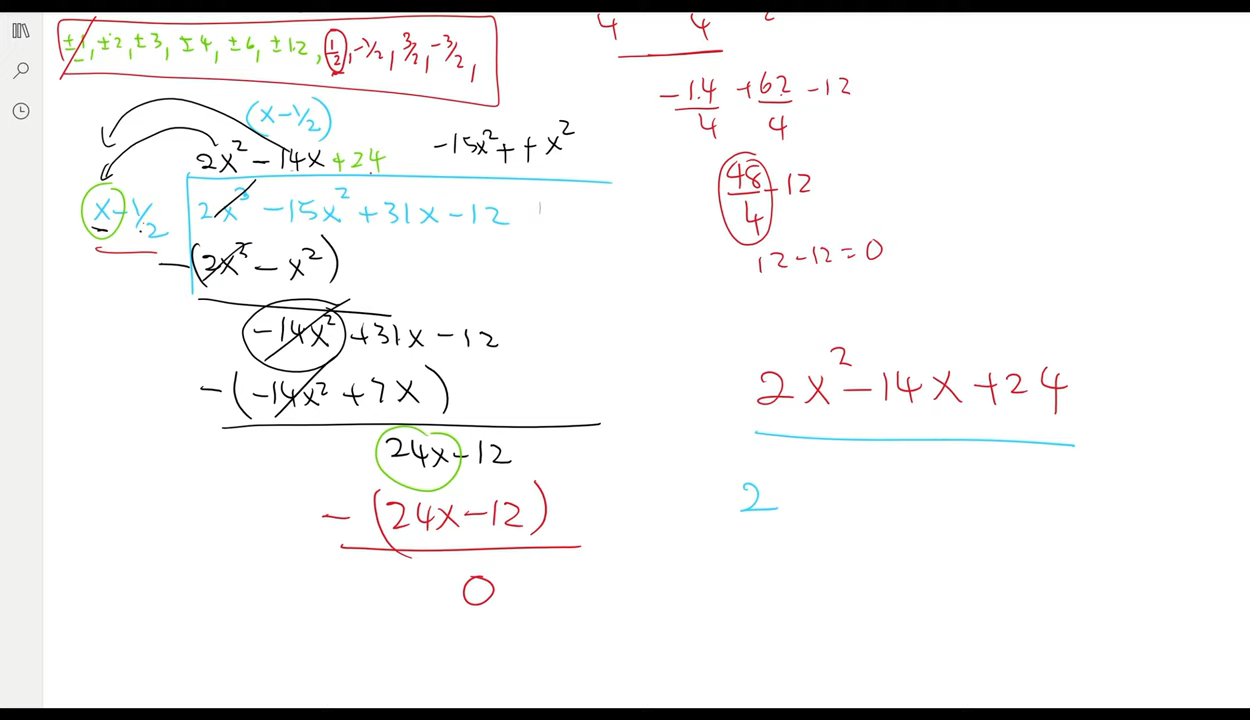 ±1, ±2, ±3, ±4, ±6, ±12, 1/2, -1/2, 3/2, -3/2,
(x-1/2)
2x² -14x +24
-15x² + + x²
x-1/2
2x³ -15x² +31x -12
-(2x³ - x²)
-14x² +31x -12
-(-14x² +7x)
24x -12
-(24x-12)
0
4 4
-14/4 +62/4 -12
48/4 -12
12-12=0
2x² -14x +24
2